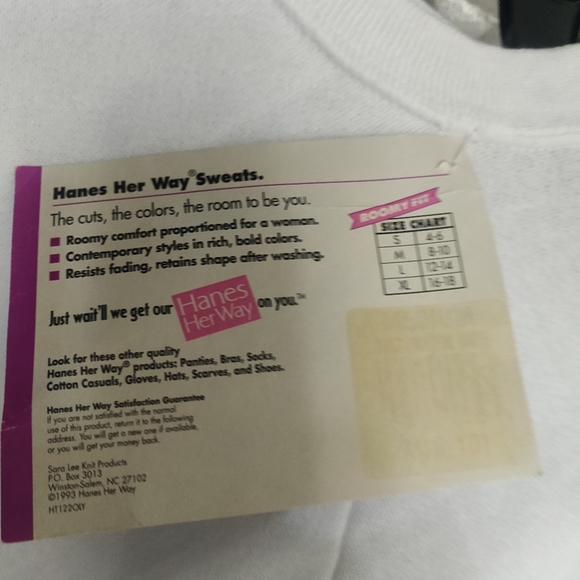 Hanes Her Way® Sweats.
The cuts, the colors, the room to be you.
Roomy comfort proportioned for a woman.
Contemporary styles in rich, bold colors.
Resists fading, retains shape after washing.
ROOMY FIT
SIZE CHART
S 4-6
M 8-10
L 12-14
XL 16-18
Just wait'll we get our Hanes Her Way on you.™
Look for these other quality
Hanes Her Way® products: Panties, Bras, Socks,
Cotton Casuals, Gloves, Hats, Scarves, and Shoes.
Hanes Her Way Satisfaction Guarantee
If you are not satisfied with the normal
use of this product, return it to the following
address. You will get a new one if available,
or you will get your money back.
Sara Lee Knit Products
P.O. Box 3013
Winston-Salem, NC 27102
©1993 Hanes Her Way
HT122OLY